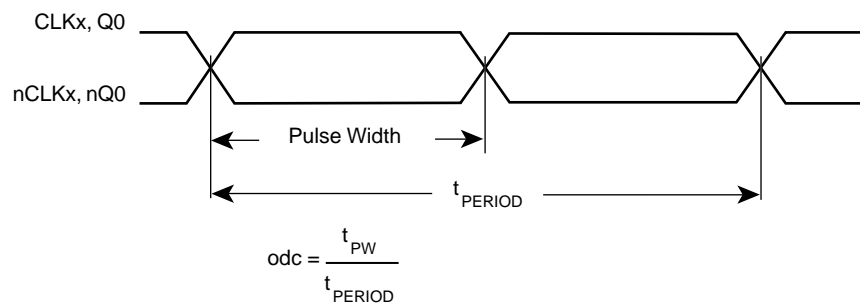 CLKx, Q0
nCLKx, nQ0
Pulse Width
tPERIOD
odc = tPW
tPERIOD